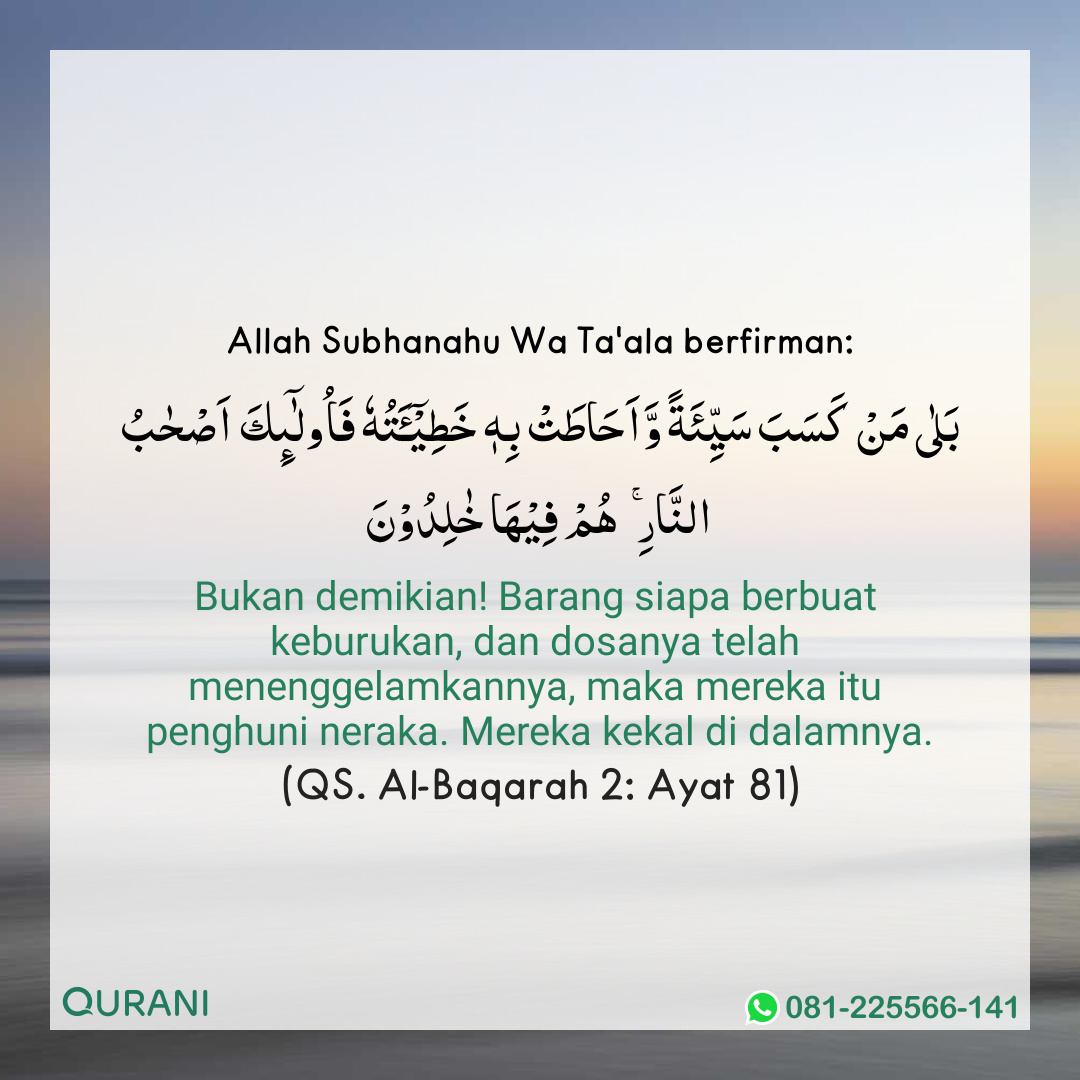 Allah Subhanahu Wa Ta'ala berfirman:
بَلٰى مَنْ كَسَبَ سَيِّئَةً وَّاَحَاطَتْ بِهٖ خَطِيْۤـئَتُهٗ فَاُولٰٓئِكَ اَصْحٰبُ
النَّارِ ۚ هُمْ فِيْهَا خٰلِدُوْنَ
Bukan demikian! Barang siapa berbuat
keburukan, dan dosanya telah
menenggelamkannya, maka mereka itu
penghuni neraka. Mereka kekal di dalamnya.
(QS. Al-Baqarah 2: Ayat 81)
QURANI
081-225566-141